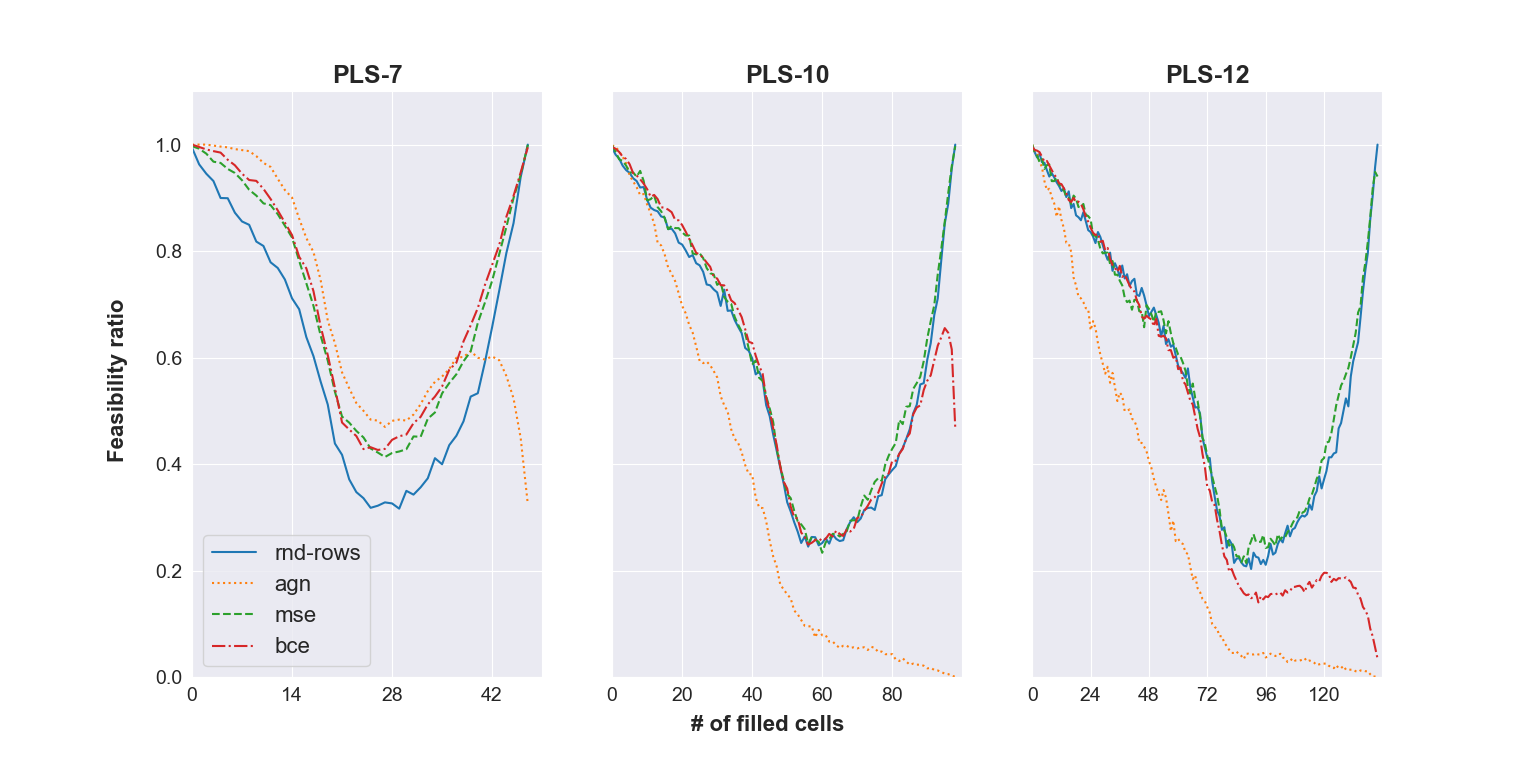 PLS-7
PLS-10
PLS-12
Feasibility ratio
1.0
0.8
0.6
0.4
0.2
0.0
rnd-rows
agn
mse
bce
0 14 28 42
0 20 40 60 80
0 24 48 72 96 120
# of filled cells